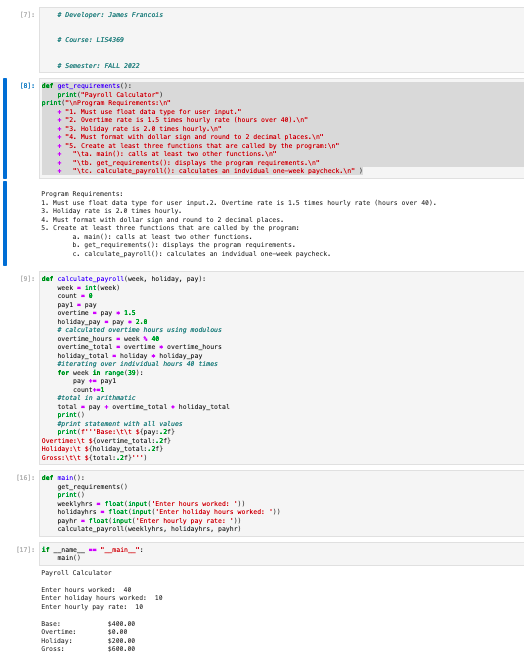 [7]:
# Developer: James Francois
# Course: LIS4369
# Semester: FALL 2022
[8]:
def get_requirements():
    print("Payroll Calculator")
print("\nProgram Requirements:\n"
    + "1. Must use float data type for user input."
    + "2. Overtime rate is 1.5 times hourly rate (hours over 40).\n"
    + "3. Holiday rate is 2.0 times hourly.\n"
    + "4. Must format with dollar sign and round to 2 decimal places.\n"
    + "5. Create at least three functions that are called by the program:\n"
    +   "\ta. main(): calls at least two other functions.\n"
    +   "\tb. get_requirements(): displays the program requirements.\n"
    +   "\tc. calculate_payroll(): calculates an indvidual one-week paycheck.\n" )
Program Requirements:
1. Must use float data type for user input.2. Overtime rate is 1.5 times hourly rate (hours over 40).
3. Holiday rate is 2.0 times hourly.
4. Must format with dollar sign and round to 2 decimal places.
5. Create at least three functions that are called by the program:
        a. main(): calls at least two other functions.
        b. get_requirements(): displays the program requirements.
        c. calculate_payroll(): calculates an indvidual one-week paycheck.
[9]:
def calculate_payroll(week, holiday, pay):
    week = int(week)
    count = 0
    pay1 = pay
    overtime = pay * 1.5
    holiday_pay = pay * 2.0
    # calculated overtime hours using modulous
    overtime_hours = week % 40
    overtime_total = overtime * overtime_hours
    holiday_total = holiday * holiday_pay
    #iterating over individual hours 40 times
    for week in range(39):
        pay += pay1
        count+=1
    #total in arithmatic
    total = pay + overtime_total + holiday_total
    print()
    #print statement with all values
    print(f'''Base:\t\t ${pay:.2f}
Overtime:\t ${overtime_total:.2f}
Holiday:\t ${holiday_total:.2f}
Gross:\t\t ${total:.2f}''')
[16]:
def main():
    get_requirements()
    print()
    weeklyhrs = float(input('Enter hours worked: '))
    holidayhrs = float(input('Enter holiday hours worked: '))
    payhr = float(input('Enter hourly pay rate: '))
    calculate_payroll(weeklyhrs, holidayhrs, payhr)
[17]:
if __name__ == "__main__":
    main()
Payroll Calculator
Enter hours worked:  40
Enter holiday hours worked:  10
Enter hourly pay rate:  10
Base:            $400.00
Overtime:        $0.00
Holiday:         $200.00
Gross:           $600.00